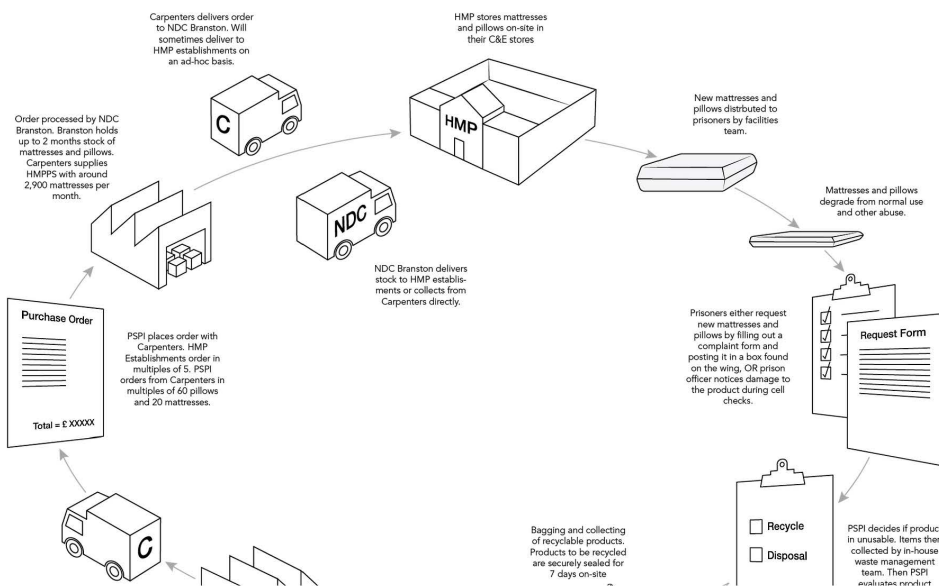 Carpenters delivers order
to NDC Branston. Will
sometimes deliver to
HMP establishments on
an ad-hoc basis.
HMP stores mattresses
and pillows on-site in
their C&E stores
C
HMP
New mattresses and
pillows distrbuted to
prisoners by facilities
team.
Order processed by NDC
Branston. Branston holds
up to 2 months stock of
mattresses and pillows.
Carpenters supplies
HMPPS with around
2,900 mattresses per
month.
NDC
Mattresses and pillows
degrade from normal use
and other abuse.
NDC Branston delivers
stock to HMP establis-
ments or collects from
Carpenters directly.
Purchase Order
Total = £ XXXXX
PSPI places order with
Carpenters. HMP
Establishments order in
multiples of 5. PSPI
orders from Carpenters in
multiples of 60 pillows
and 20 mattresses.
Prisoners either request
new mattresses and
pillows by filling out a
complaint form and
posting it in a box found
on the wing, OR prison
officer notices damage to
the product during cell
checks.
Request Form
C
Bagging and collecting
of recyclable products.
Products to be recycled
are securely sealed for
7 days on-site
Recycle
Disposal
PSPI decides if produc
in unusable. Items then
collected by in-house
waste management
team. Then PSPI
evaluates product